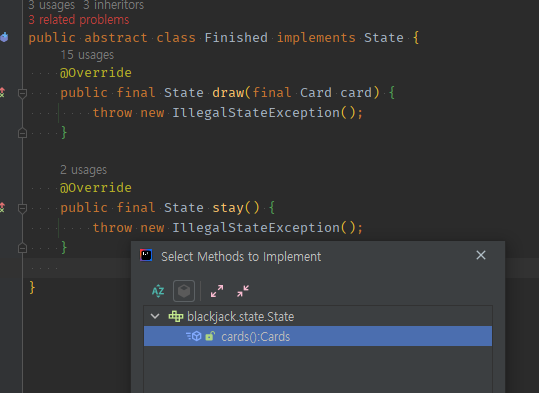 3 usages 3 inheritors
3 related problems
public abstract class Finished implements State {
15 usages
@Override
public final State draw(final Card card) {
throw new IllegalStateException();
}
2 usages
@Override
public final State stay() {
throw new IllegalStateException();
}
}
Select Methods to Implement
blackjack.state.State
cards():Cards